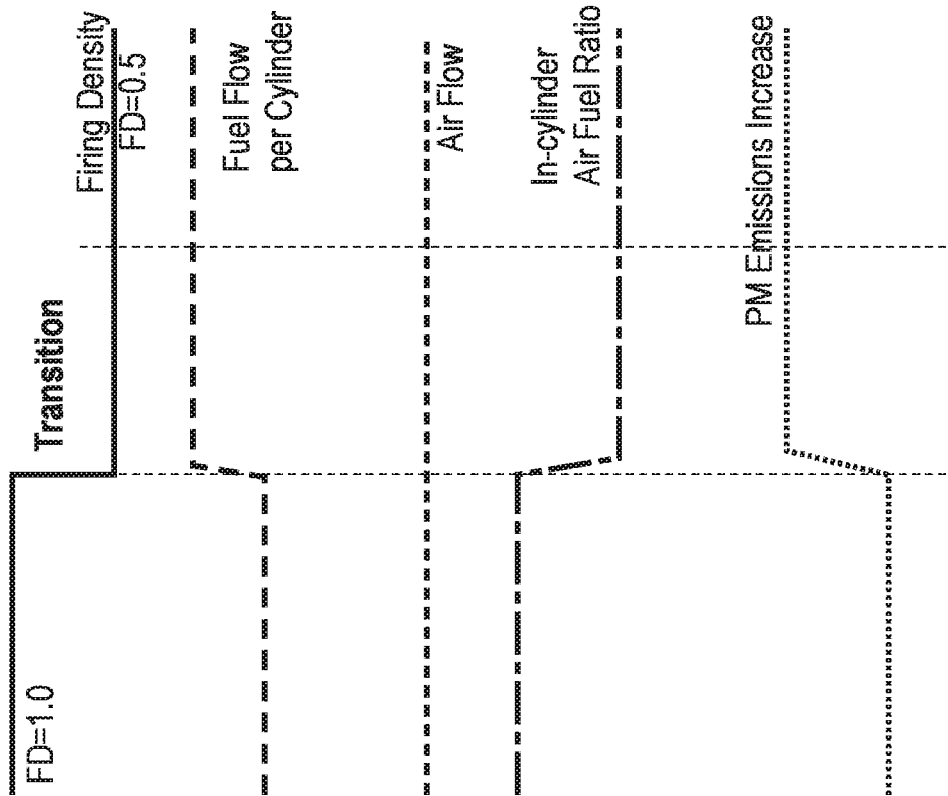 FD=1.0
Transition
Firing Density
FD=0.5
Fuel Flow
per Cylinder
Air Flow
In-cylinder
Air Fuel Ratio
PM Emissions Increase